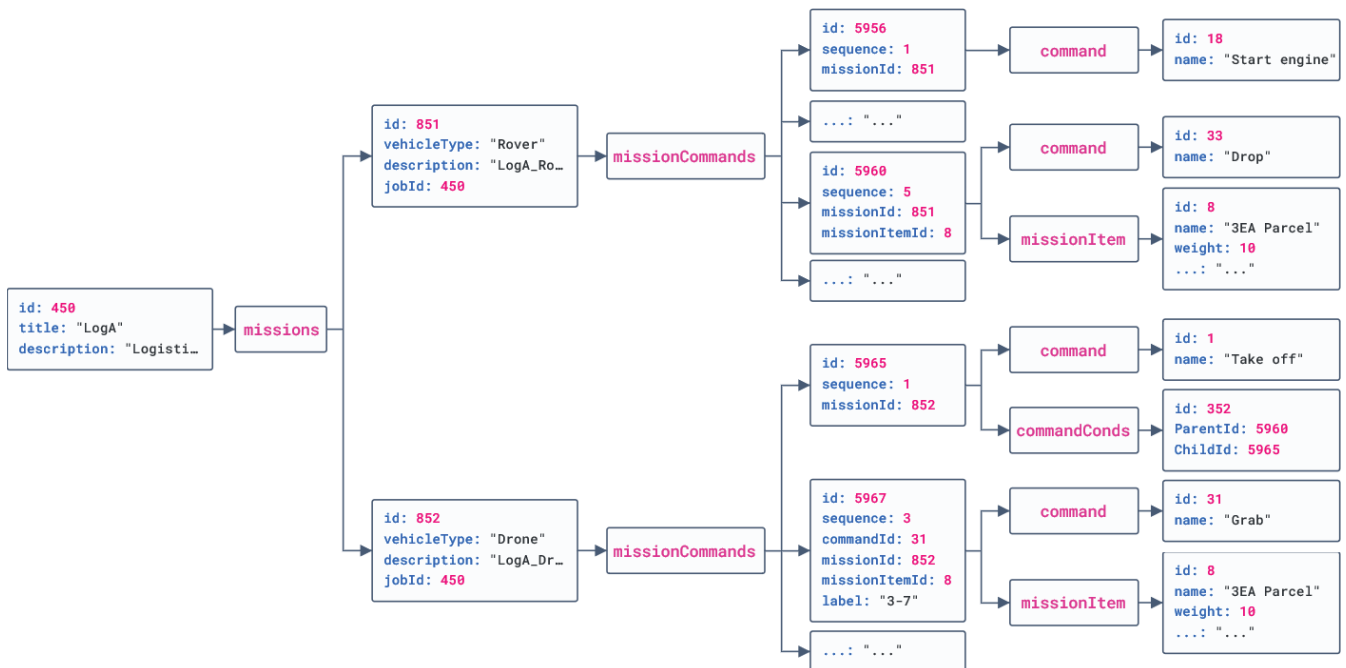 id: 450
title: "LogA"
description: "Logisti…
missions
id: 851
vehicleType: "Rover"
description: "LogA_Ro…
jobId: 450
missionCommands
id: 5956
sequence: 1
missionId: 851
command
id: 18
name: "Start engine"
...: "..."
id: 5960
sequence: 5
missionId: 851
missionItemId: 8
command
id: 33
name: "Drop"
missionItem
id: 8
name: "3EA Parcel"
weight: 10
...: "..."
...: "..."
id: 852
vehicleType: "Drone"
description: "LogA_Dr…
jobId: 450
missionCommands
id: 5965
sequence: 1
missionId: 852
command
id: 1
name: "Take off"
commandConds
id: 352
ParentId: 5960
ChildId: 5965
id: 5967
sequence: 3
commandId: 31
missionId: 852
missionItemId: 8
label: "3-7"
command
id: 31
name: "Grab"
missionItem
id: 8
name: "3EA Parcel"
weight: 10
...: "..."
...: "..."